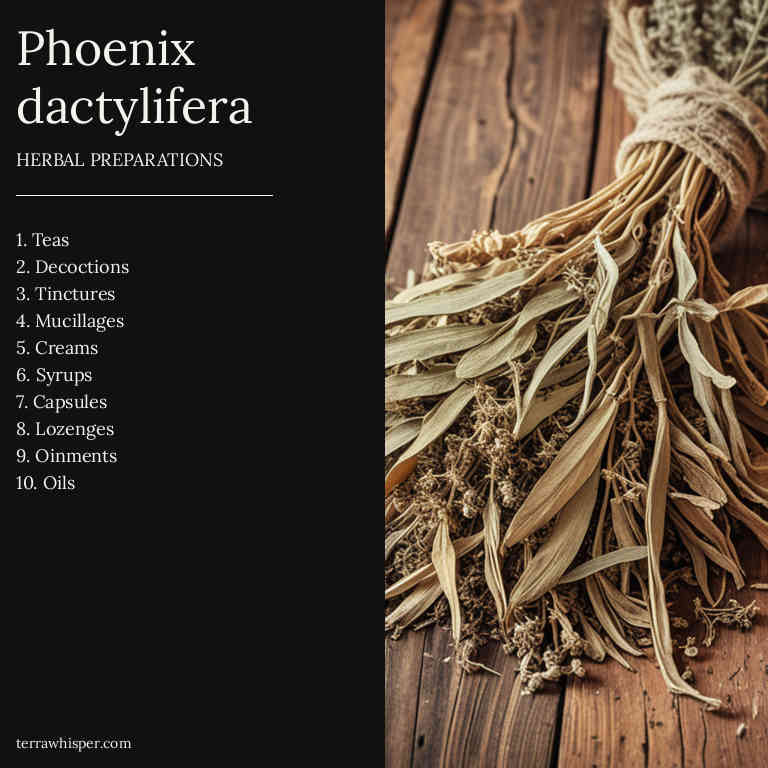 Phoenix
dactylifera
HERBAL PREPARATIONS
1. Teas
2. Decoctions
3. Tinctures
4. Mucillages
5. Creams
6. Syrups
7. Capsules
8. Lozenges
9. Oinments
10. Oils
terrawhisper.com